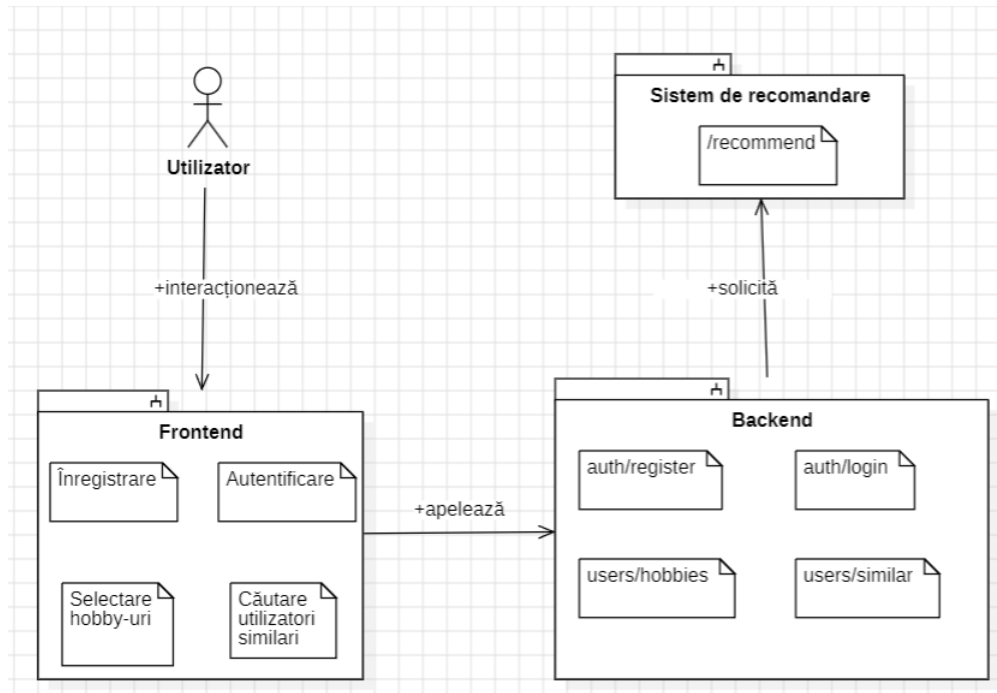 Utilizator
+interacționează
Sistem de recomandare
/recommend
+solicită
Frontend
Înregistrare
Autentificare
Selectare
hobby-uri
Căutare
utilizatori
similari
+apelează
Backend
auth/register
auth/login
users/hobbies
users/similar